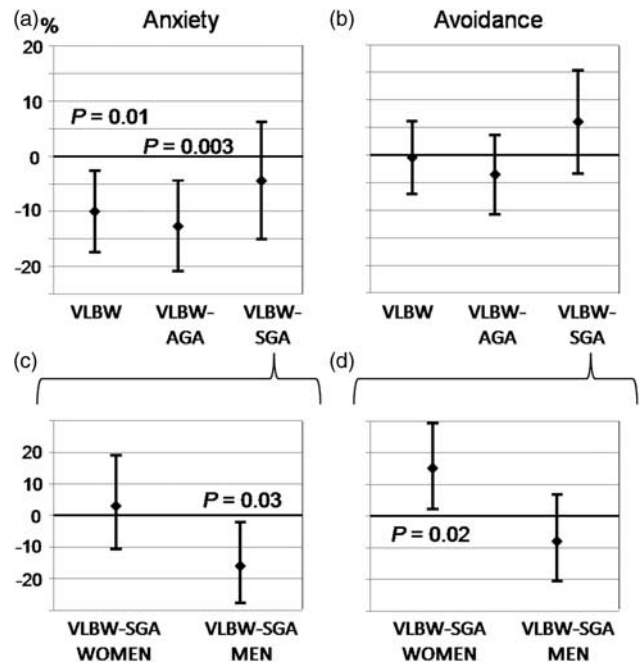 (a) Anxiety (b) Avoidance
%
20
10
P = 0.01
P = 0.003
0
-10
-20
VLBW VLBW-AGA VLBW-SGA VLBW VLBW-AGA VLBW-SGA
(c) (d)
20
10
P = 0.03
0
P = 0.02
-10
-20
VLBW-SGA WOMEN VLBW-SGA MEN VLBW-SGA WOMEN VLBW-SGA MEN